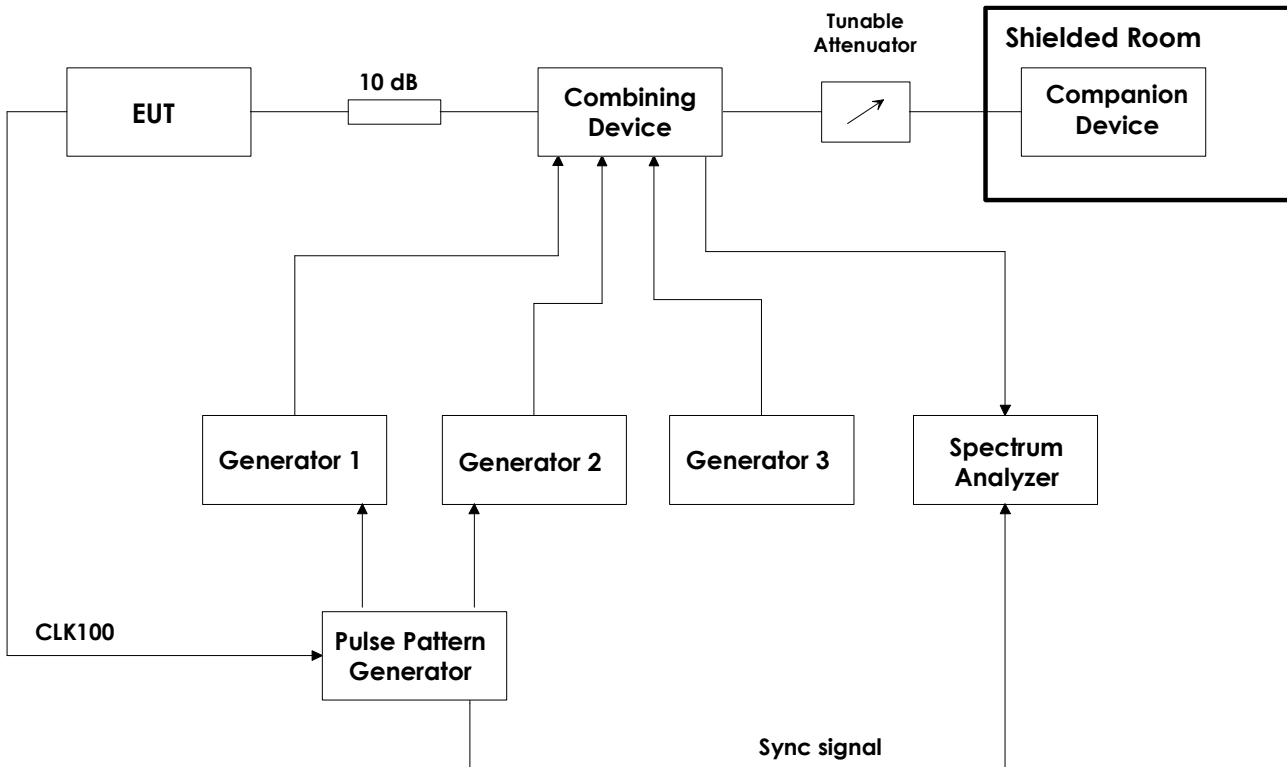 Tunable
Attenuator
Shielded Room
10 dB
EUT
Combining
Device
Companion
Device
Generator 1
Generator 2
Generator 3
Spectrum
Analyzer
CLK100
Pulse Pattern
Generator
Sync signal